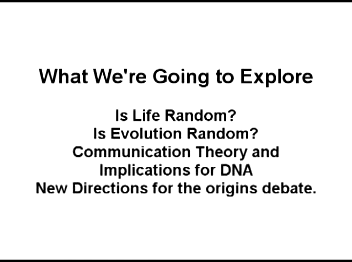 What We're Going to Explore
Is Life Random?
Is Evolution Random?
Communication Theory and
Implications for DNA
New Directions for the origins debate.